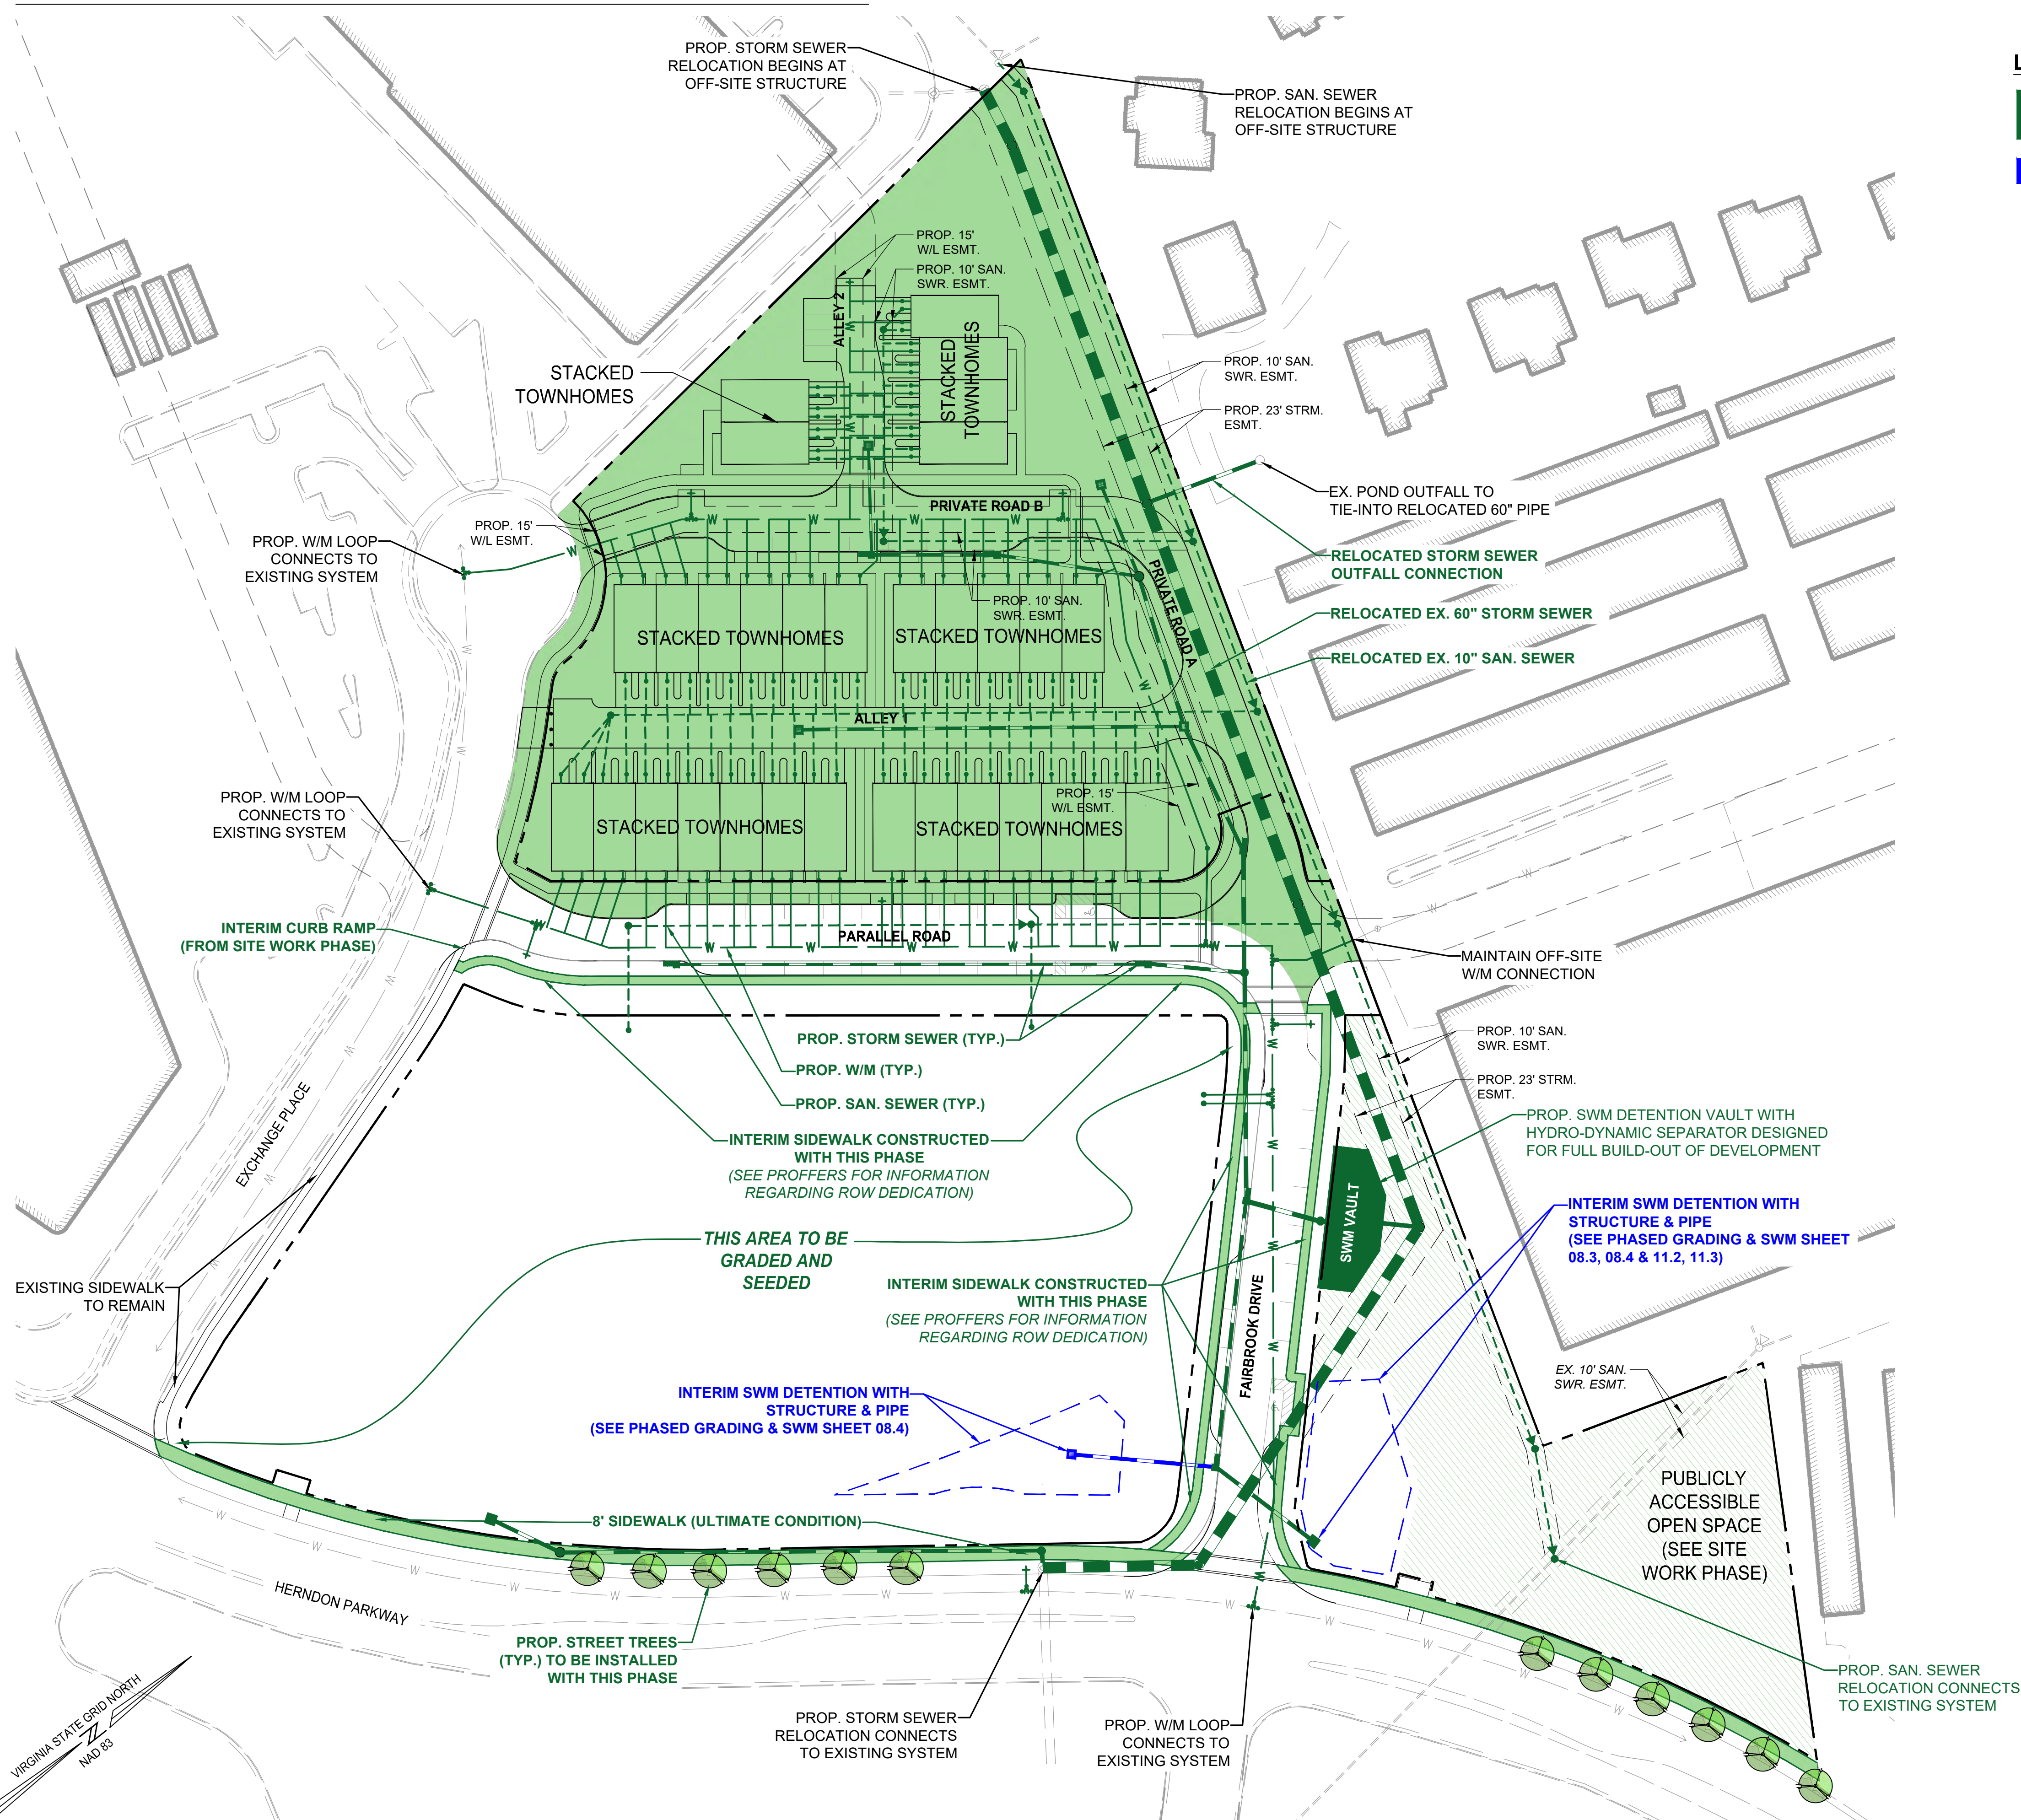 PROP. STORM SEWER
RELOCATION BEGINS AT
OFF-SITE STRUCTURE
PROP. SAN. SEWER
RELOCATION BEGINS AT
OFF-SITE STRUCTURE
L
PROP. 15'
W/L ESMT.
PROP. 10' SAN.
SWR. ESMT.
ALLEY 2
STACKED
TOWNHOMES
STACKED
TOWNHOMES
PROP. 10' SAN.
SWR. ESMT.
PROP. 23' STRM.
ESMT.
EX. POND OUTFALL TO
TIE-INTO RELOCATED 60" PIPE
PRIVATE ROAD B
PROP. 15'
W/L ESMT.
PROP. W/M LOOP
CONNECTS TO
EXISTING SYSTEM
RELOCATED STORM SEWER
OUTFALL CONNECTION
PRIVATE ROAD A
PROP. 10' SAN.
SWR. ESMT.
RELOCATED EX. 60" STORM SEWER
STACKED TOWNHOMES
STACKED TOWNHOMES
RELOCATED EX. 10" SAN. SEWER
ALLEY 1
PROP. W/M LOOP
CONNECTS TO
EXISTING SYSTEM
PROP. 15'
W/L ESMT.
STACKED TOWNHOMES
STACKED TOWNHOMES
INTERIM CURB RAMP
(FROM SITE WORK PHASE)
PARALLEL ROAD
MAINTAIN OFF-SITE
W/M CONNECTION
PROP. STORM SEWER (TYP.)
PROP. W/M (TYP.)
PROP. SAN. SEWER (TYP.)
PROP. 10' SAN.
SWR. ESMT.
PROP. 23' STRM.
ESMT.
PROP. SWM DETENTION VAULT WITH
HYDRO-DYNAMIC SEPARATOR DESIGNED
FOR FULL BUILD-OUT OF DEVELOPMENT
EXCHANGE PLACE
INTERIM SIDEWALK CONSTRUCTED
WITH THIS PHASE
(SEE PROFFERS FOR INFORMATION
REGARDING ROW DEDICATION)
SWM VAULT
INTERIM SWM DETENTION WITH
STRUCTURE & PIPE
(SEE PHASED GRADING & SWM SHEET
08.3, 08.4 & 11.2, 11.3)
THIS AREA TO BE
GRADED AND
SEEDED
EXISTING SIDEWALK
TO REMAIN
INTERIM SIDEWALK CONSTRUCTED
WITH THIS PHASE
(SEE PROFFERS FOR INFORMATION
REGARDING ROW DEDICATION)
FAIRBROOK DRIVE
EX. 10' SAN.
SWR. ESMT.
INTERIM SWM DETENTION WITH
STRUCTURE & PIPE
(SEE PHASED GRADING & SWM SHEET 08.4)
PUBLICLY
ACCESSIBLE
OPEN SPACE
(SEE SITE
WORK PHASE)
8' SIDEWALK (ULTIMATE CONDITION)
HERNDON PARKWAY
PROP. STREET TREES
(TYP.) TO BE INSTALLED
WITH THIS PHASE
PROP. SAN. SEWER
RELOCATION CONNECTS
TO EXISTING SYSTEM
PROP. STORM SEWER
RELOCATION CONNECTS
TO EXISTING SYSTEM
PROP. W/M LOOP
CONNECTS TO
EXISTING SYSTEM
VIRGINIA STATE GRID NORTH
NAD 83